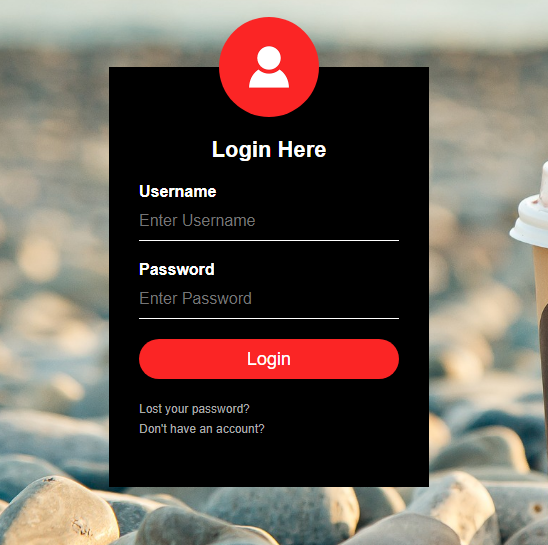 Login Here
Username
Enter Username
Password
Enter Password
Login
Lost your password?
Don't have an account?